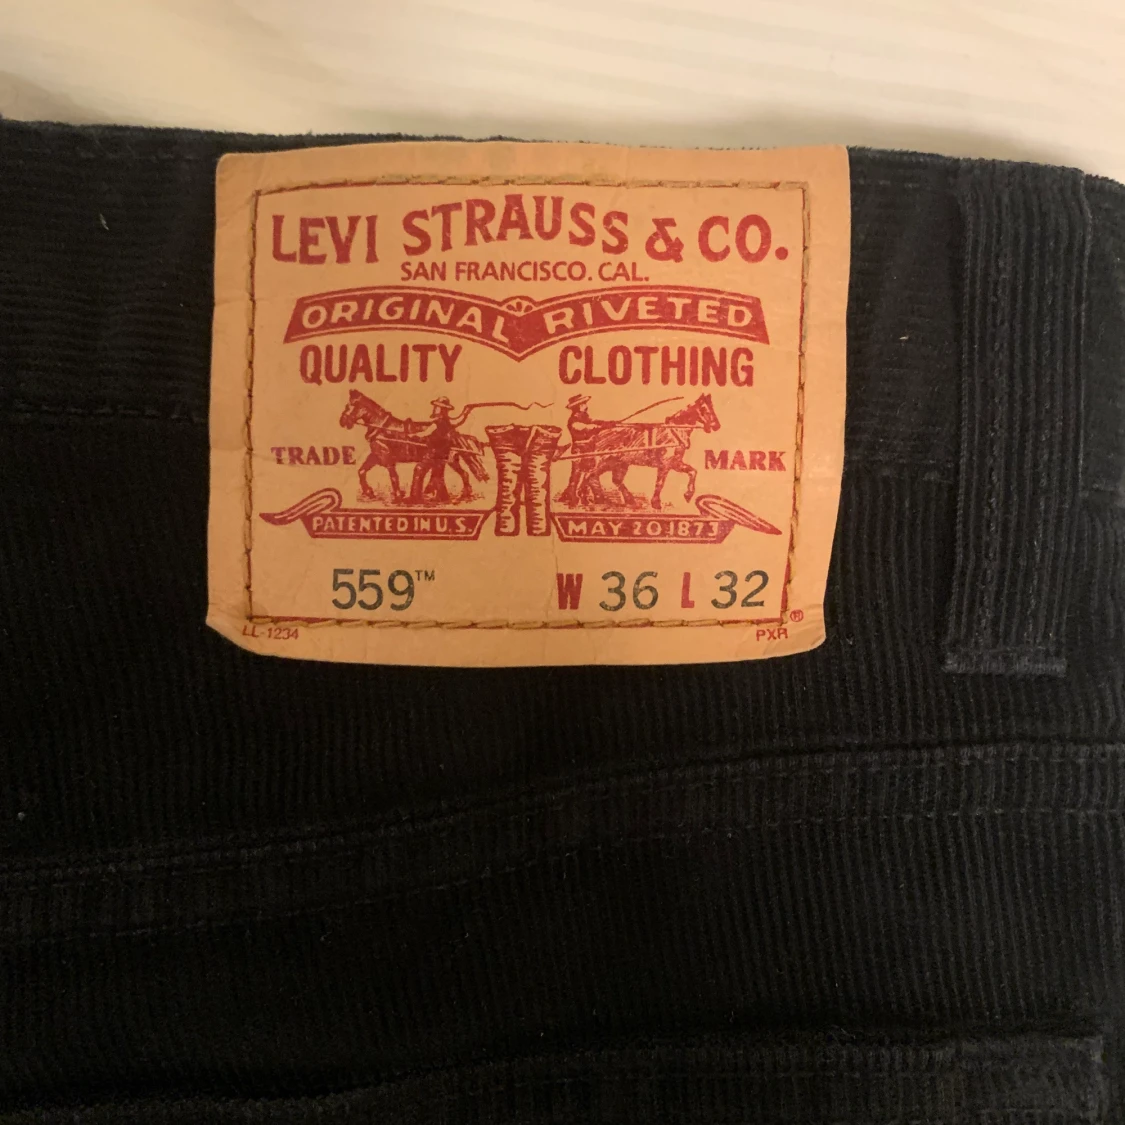 LEVI STRAUSS & CO.
SAN FRANCISCO. CAL.
ORIGINAL RIVETED
QUALITY CLOTHING
TRADE MARK
PATENTED IN U.S. MAY 20 1873
559™ W 36 L 32
LL-1234 PXR ®